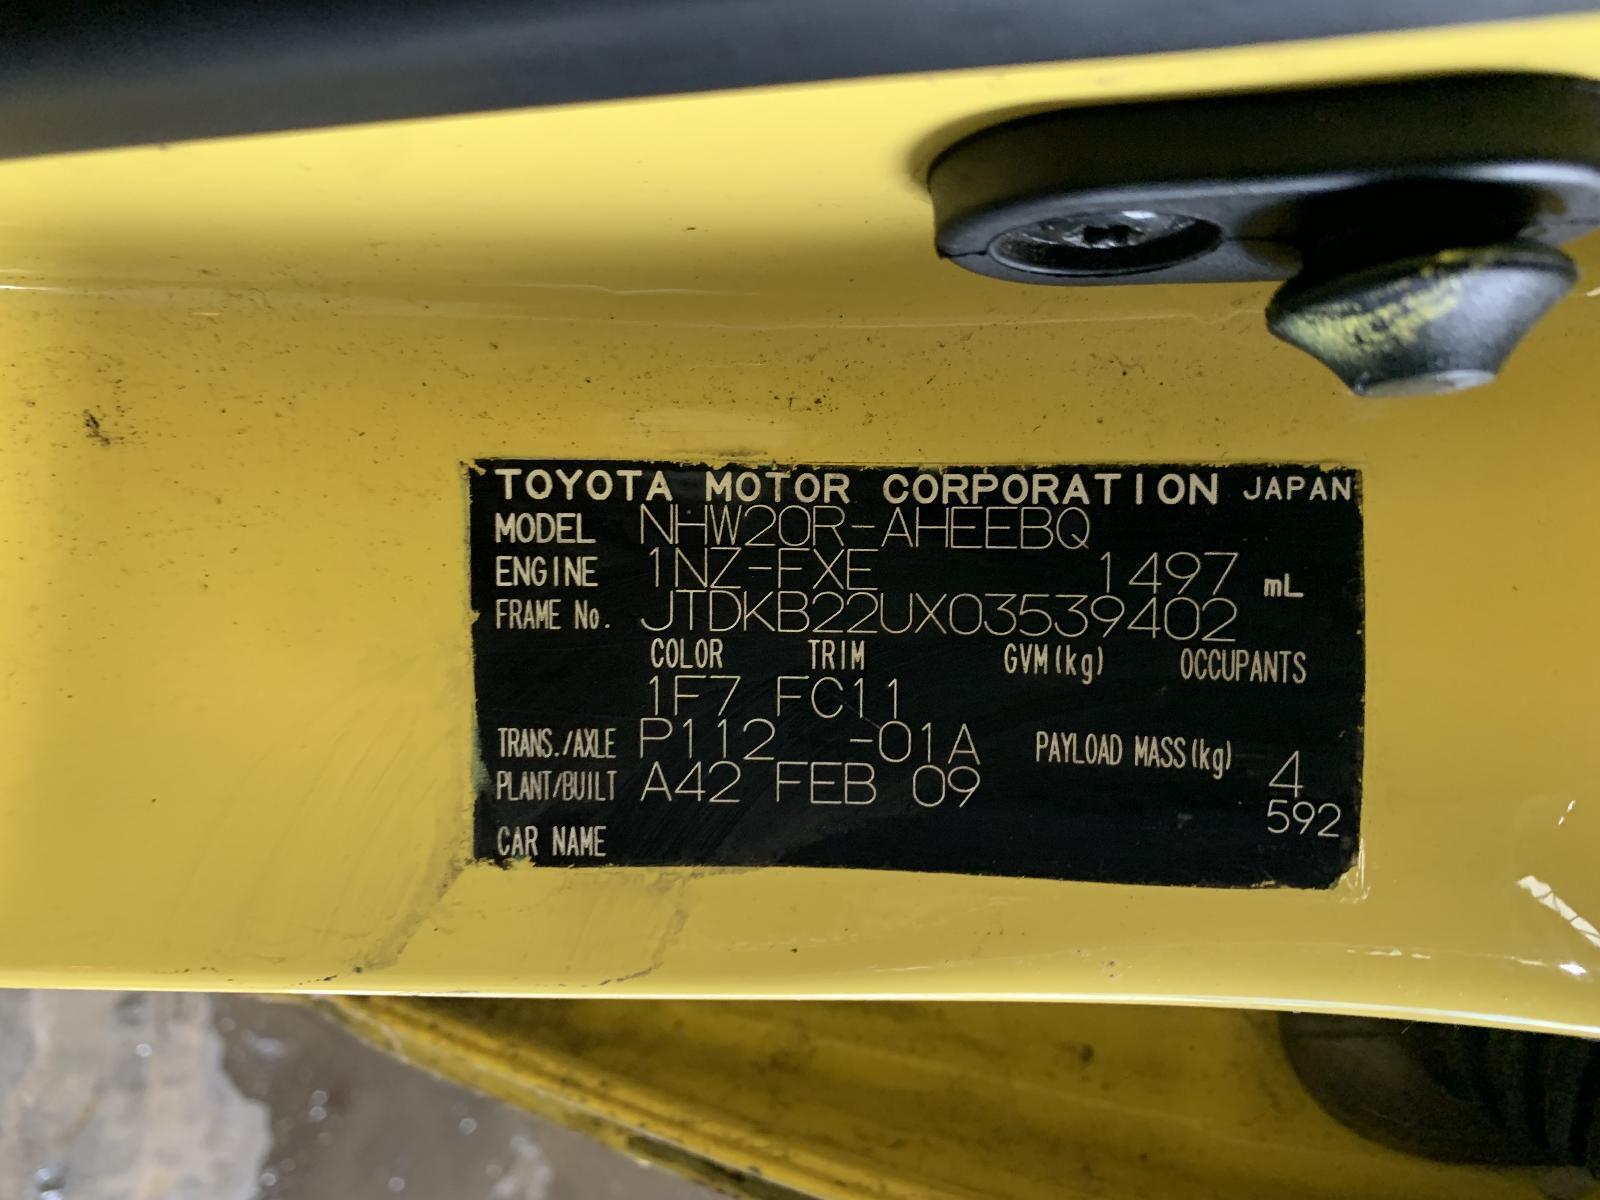 TOYOTA MOTOR CORPORATION JAPAN
MODEL NHW20R-AHEEBQ
ENGINE 1NZ-FXE 1497 mL
FRAME No. JTDKB22UX03539402
COLOR TRIM GVM(kg) OCCUPANTS
1F7 FC11
TRANS./AXLE P112 -01A PAYLOAD MASS(kg) 4
PLANT/BUILT A42 FEB 09 592
CAR NAME